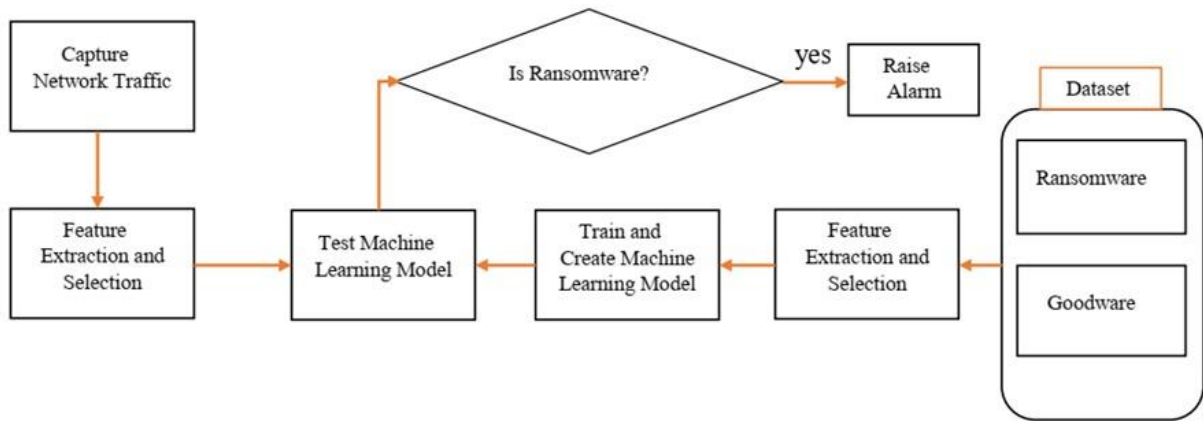 Capture
Network Traffic
Is Ransomware?
yes
Raise
Alarm
Dataset
Ransomware
Goodware
Feature
Extraction and
Selection
Test Machine
Learning Model
Train and
Create Machine
Learning Model
Feature
Extraction and
Selection